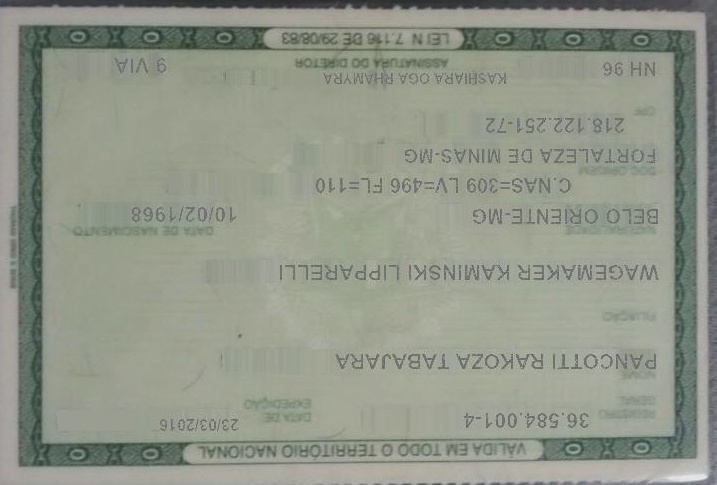 VÁLIDA EM TODO O TERRITÓRIO NACIONAL
REGISTRO GERAL 36.584.001-4 DATA DE EXPEDIÇÃO 23/03/2016
NOME
PANCOTTI RAKOZA TABAJARA
FILIAÇÃO
WAGEMAKER KAMINSKI LIPPARELLI
NATURALIDADE DATA DE NASCIMENTO
BELO ORIENTE-MG 10/02/1968
C.NAS=309 LV=496 FL=110
DOC. ORIGEM
FORTALEZA DE MINAS-MG
218.122.251-72
CPF
KASHIARA OGA RHAMYRA
NH 96 ASSINATURA DO DIRETOR 9 VIA
LEI N 7.116 DE 29/08/83